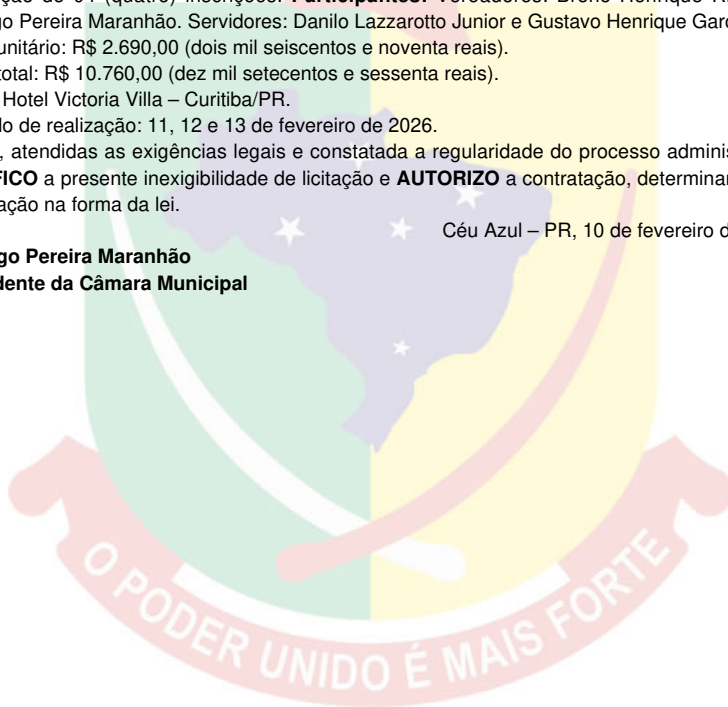 ção de 04 (quatro) inscrições. Participantes: Vereadores: Breno Henrique
go Pereira Maranhão. Servidores: Danilo Lazzarotto Junior e Gustavo Henrique Garc
unitário: R$ 2.690,00 (dois mil seiscentos e noventa reais).
total: R$ 10.760,00 (dez mil setecentos e sessenta reais).
Hotel Victoria Villa – Curitiba/PR.
do de realização: 11, 12 e 13 de fevereiro de 2026.
, atendidas as exigências legais e constatada a regularidade do processo adminis
FICO a presente inexigibilidade de licitação e AUTORIZO a contratação, determinan
ação na forma da lei.
Céu Azul – PR, 10 de fevereiro d
go Pereira Maranhão
dente da Câmara Municipal
O PODER UNIDO É MAIS FORTE